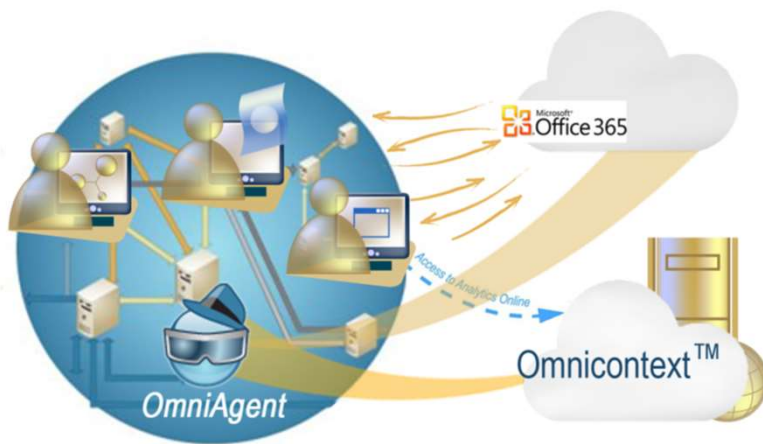 Microsoft®
Office 365
Access to Analytics Online
Omnicontext™
OmniAgent